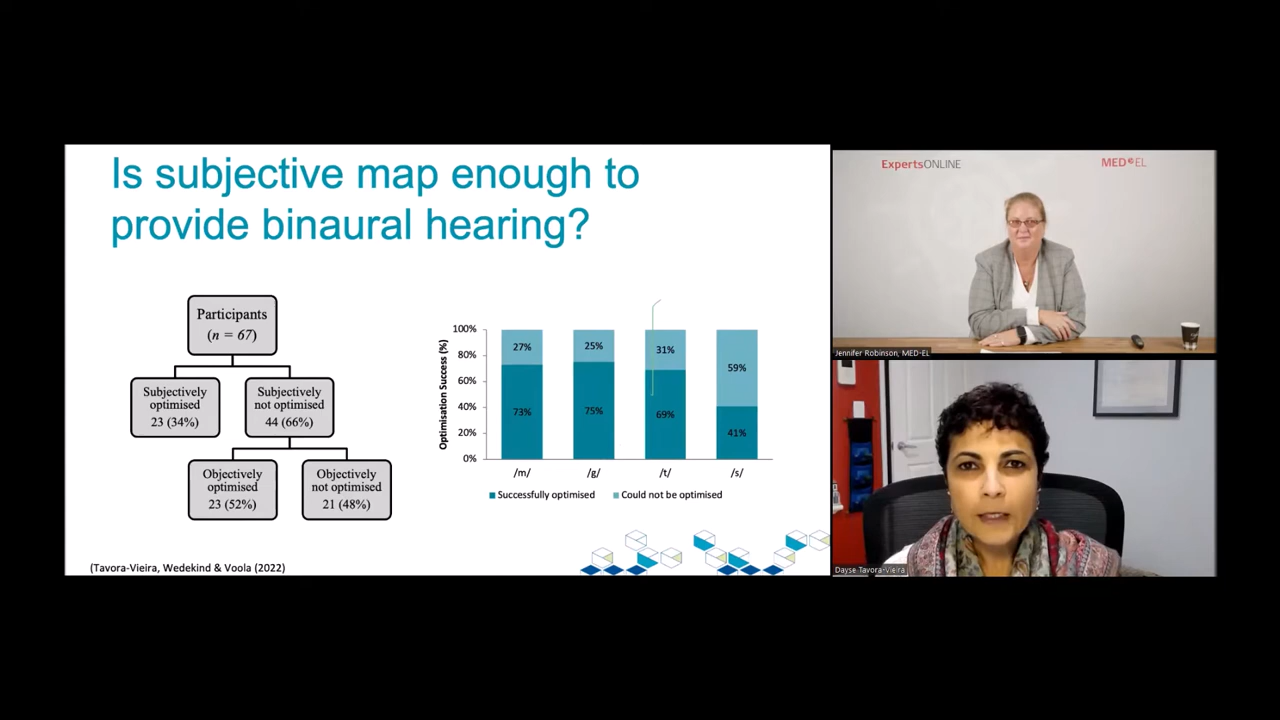 Is subjective map enough to
provide binaural hearing?
Participants
(n = 67)
Subjectively
optimised
23 (34%)
Subjectively
not optimised
44 (66%)
Objectively
optimised
23 (52%)
Objectively
not optimised
21 (48%)
Optimisation Success (%)
100%
80%
60%
40%
20%
0%
27%
25%
31%
59%
73%
75%
69%
41%
/m/
/g/
/t/
/s/
Successfully optimised
Could not be optimised
(Tavora-Vieira, Wedekind & Voola (2022)
ExpertsONLINE
MED-EL
Jennifer Robinson, MED-EL
Dayse Tavora-Vieira